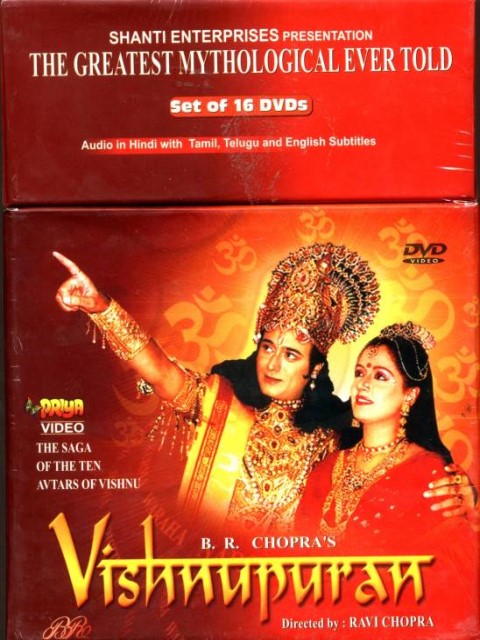 SHANTI ENTERPRISES PRESENTATION
THE GREATEST MYTHOLOGICAL EVER TOLD
Set of 16 DVDs
Audio in Hindi with Tamil, Telugu and English Subtitles
DVD
VIDEO
PRIYA
VIDEO
THE SAGA
OF THE TEN
AVTARS OF VISHNU
B. R. CHOPRA'S
Vishnupuran
Directed by : RAVI CHOPRA